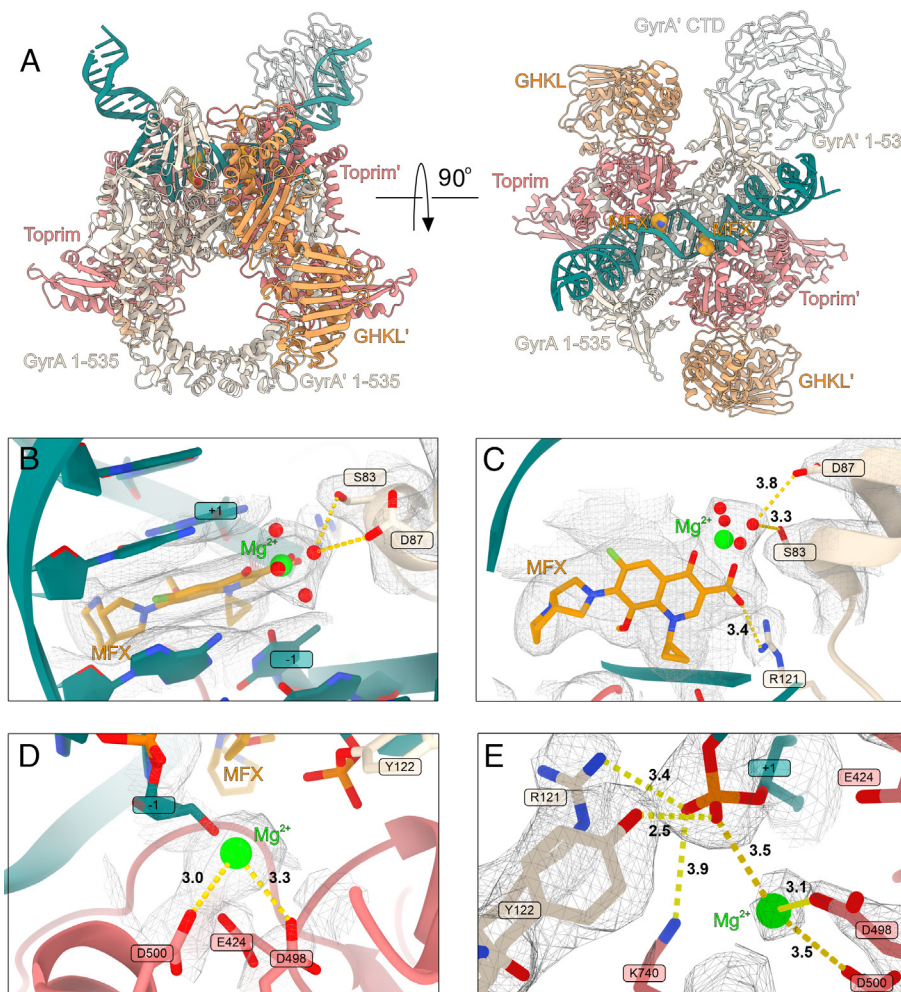 A
GyrA' CTD
GHKL
GyrA' 1-53
Toprim'
Toprim
90°
MFX
MFX'
Toprim
Toprim'
GHKL'
GyrA 1-535
GyrA' 1-535
GyrA 1-535
GHKL'
B
S83
+1
Mg2+
D87
MFX
-1
C
D87
3.8
Mg2+
3.3
S83
MFX
3.4
R121
D
MFX
Y122
-1
Mg2+
3.0
3.3
D500
E424
D498
E
+1
3.4
E424
R121
2.5
3.5
3.9
3.1
Y122
Mg2+
D498
3.5
K740
D500